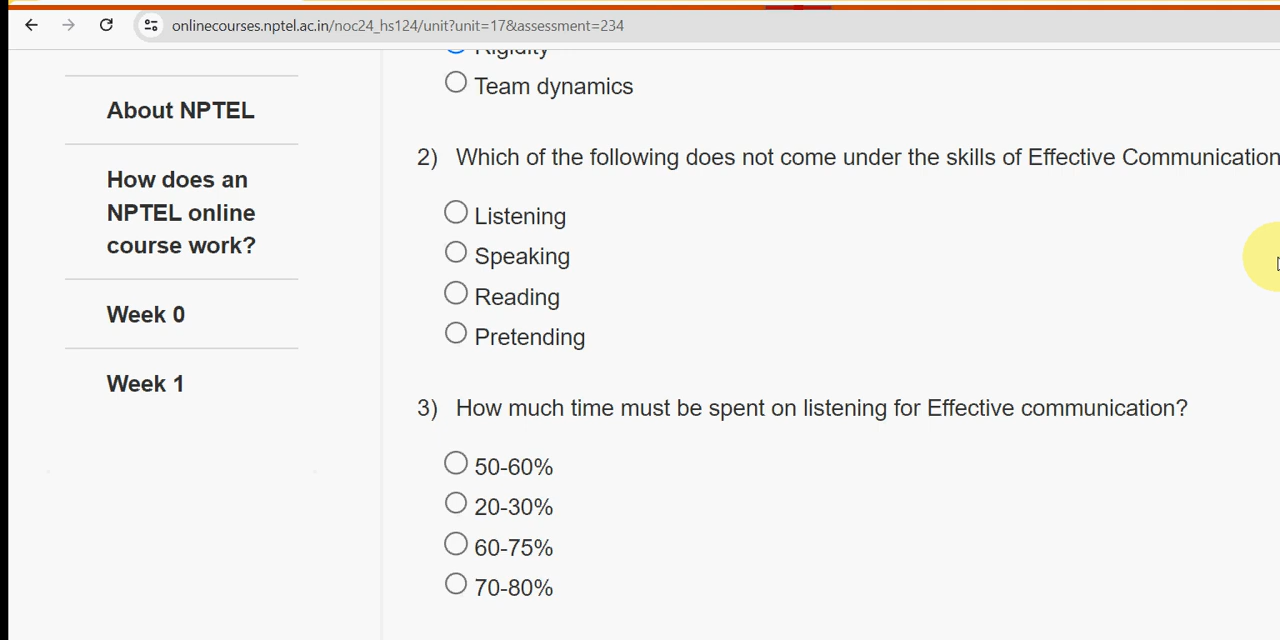 onlinecourses.nptel.ac.in/noc24_hs124/unit?unit=17&assessment=234
Rigidity
Team dynamics
About NPTEL
How does an
NPTEL online
course work?
Week 0
Week 1
2) Which of the following does not come under the skills of Effective Communication
Listening
Speaking
Reading
Pretending
3) How much time must be spent on listening for Effective communication?
50-60%
20-30%
60-75%
70-80%